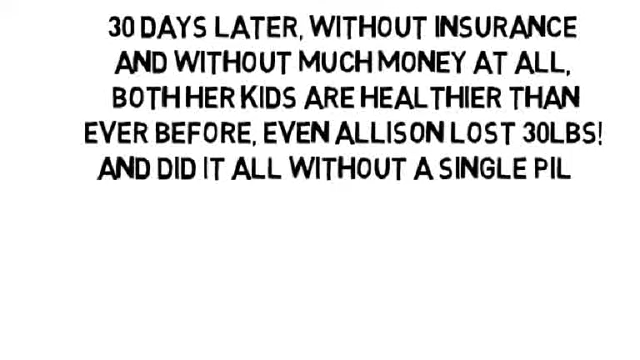 30 DAYS LATER, WITHOUT INSURANCE
AND WITHOUT MUCH MONEY AT ALL,
BOTH HER KIDS ARE HEALTHIER THAN
EVER BEFORE, EVEN ALLISON LOST 30LBS!
AND DID IT ALL WITHOUT A SINGLE PIL